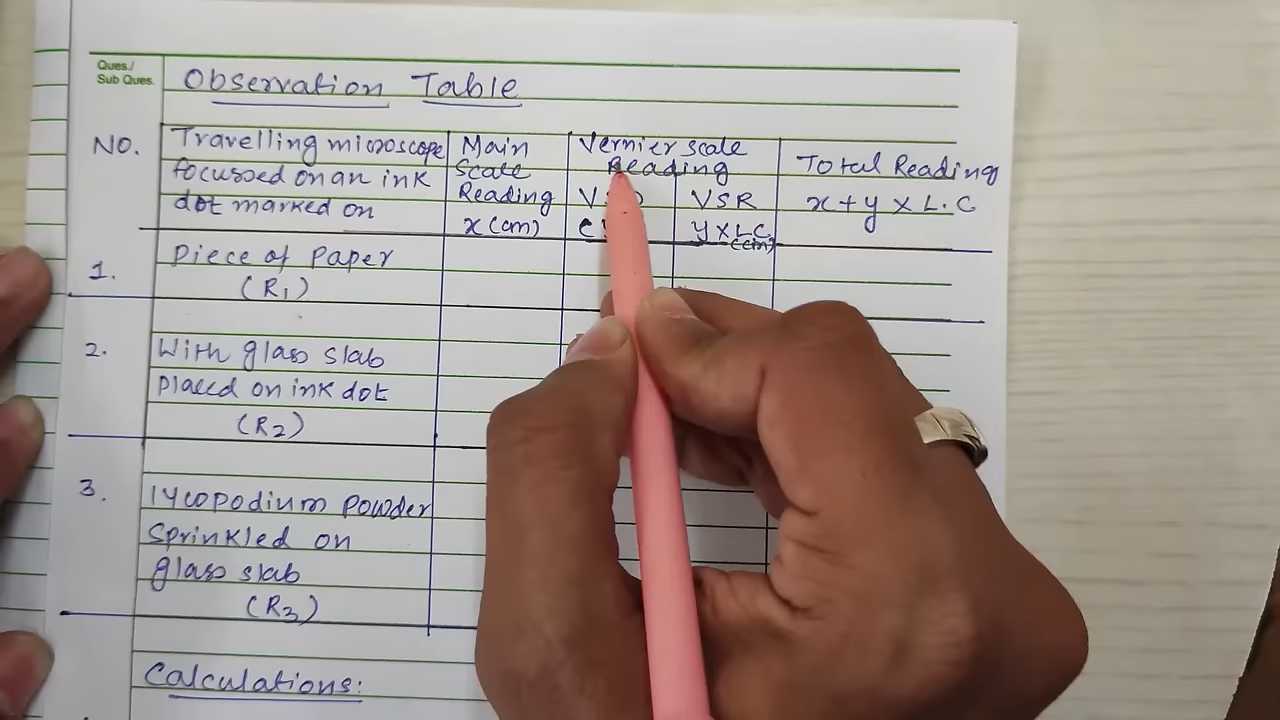 Ques./
Sub Ques.
Observation Table
NO.
Travelling microscope
focussed on an ink
dot marked on
Main
Scale
Reading
x (cm)
Vernier scale
Reading
VSR
y x L.C.
(cm)
Total Reading
x + y x L.C
1.
Piece of Paper
(R1)
2.
With glass slab
Placed on ink dot
(R2)
3.
lycopodium powder
Sprinkled on
glass slab
(R3)
Calculations: